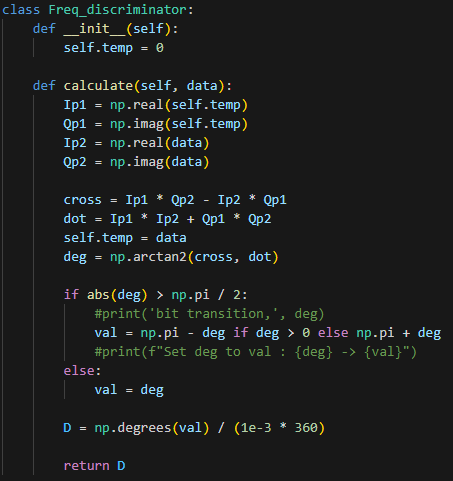 class Freq_discriminator:
    def __init__(self):
        self.temp = 0

    def calculate(self, data):
        Ip1 = np.real(self.temp)
        Qp1 = np.imag(self.temp)
        Ip2 = np.real(data)
        Qp2 = np.imag(data)

        cross = Ip1 * Qp2 - Ip2 * Qp1
        dot = Ip1 * Ip2 + Qp1 * Qp2
        self.temp = data
        deg = np.arctan2(cross, dot)

        if abs(deg) > np.pi / 2:
            #print('bit transition,', deg)
            val = np.pi - deg if deg > 0 else np.pi + deg
            #print(f"Set deg to val : {deg} -> {val}")
        else:
            val = deg

        D = np.degrees(val) / (1e-3 * 360)

        return D